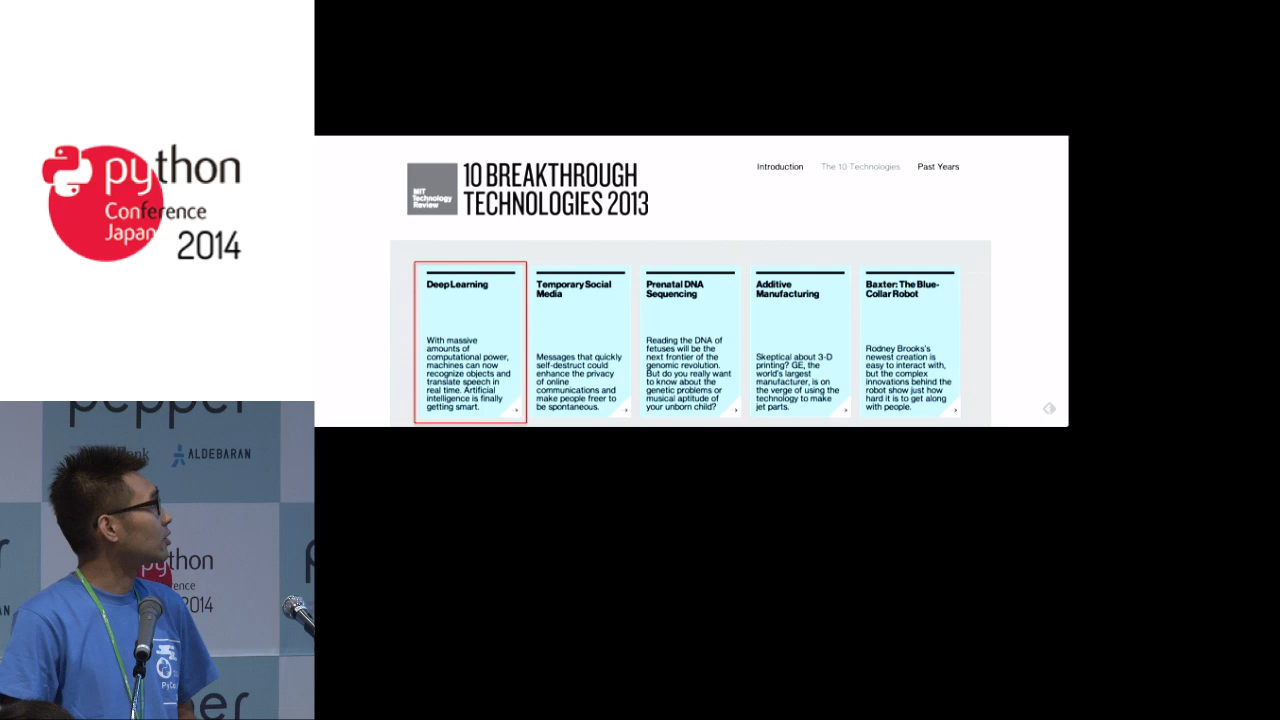 python
Conference
Japan
2014
MIT
Technology
Review
10 BREAKTHROUGH
TECHNOLOGIES 2013
Introduction
The 10 Technologies
Past Years
Deep Learning
With massive
amounts of
computational power,
machines can now
recognize objects and
translate speech in
real time. Artificial
intelligence is finally
getting smart.
Temporary Social
Media
Messages that quickly
self-destruct could
enhance the privacy
of online
communications and
make people freer to
be spontaneous.
Prenatal DNA
Sequencing
Reading the DNA of
fetuses will be the
next frontier of the
genomic revolution.
But do you really want
to know about the
genetic problems or
musical aptitude of
your unborn child?
Additive
Manufacturing
Skeptical about 3-D
printing? GE, the
world's largest
manufacturer, is on
the verge of using the
technology to make
jet parts.
Baxter: The Blue-
Collar Robot
Rodney Brooks's
newest creation is
easy to interact with,
but the complex
innovations behind the
robot show just how
hard it is to get along
with people.
pepper
ALDEBARAN
python
2014